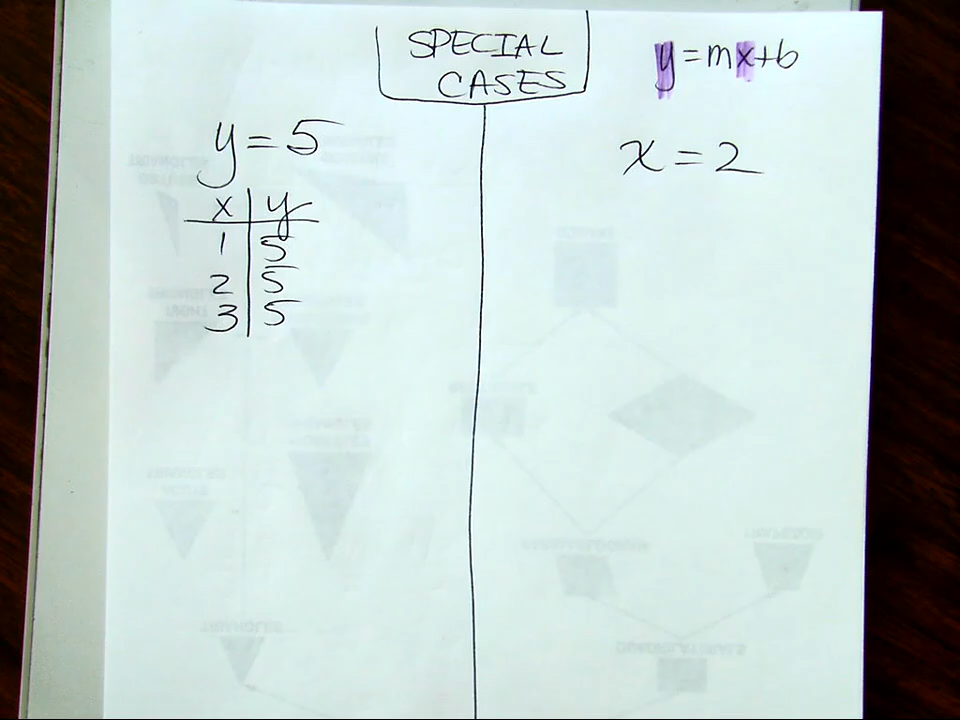 SPECIAL
CASES
y = mx + b
y = 5
x y
1 5
2 5
3 5
x = 2